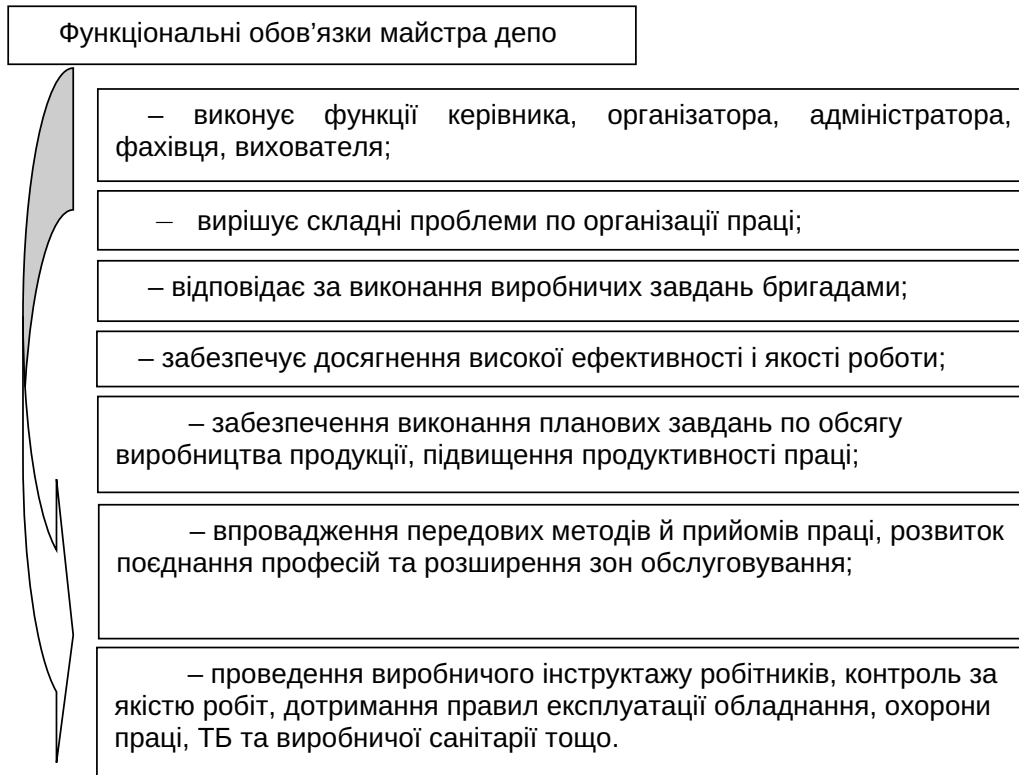 Функціональні обов'язки майстра депо
– виконує функції керівника, організатора, адміністратора,
фахівця, вихователя;
– вирішує складні проблеми по організації праці;
– відповідає за виконання виробничих завдань бригадами;
– забезпечує досягнення високої ефективності і якості роботи;
– забезпечення виконання планових завдань по обсягу
виробництва продукції, підвищення продуктивності праці;
– впровадження передових методів й прийомів праці, розвиток
поєднання професій та розширення зон обслуговування;
– проведення виробничого інструктажу робітників, контроль за
якістю робіт, дотримання правил експлуатації обладнання, охорони
праці, ТБ та виробничої санітарії тощо.